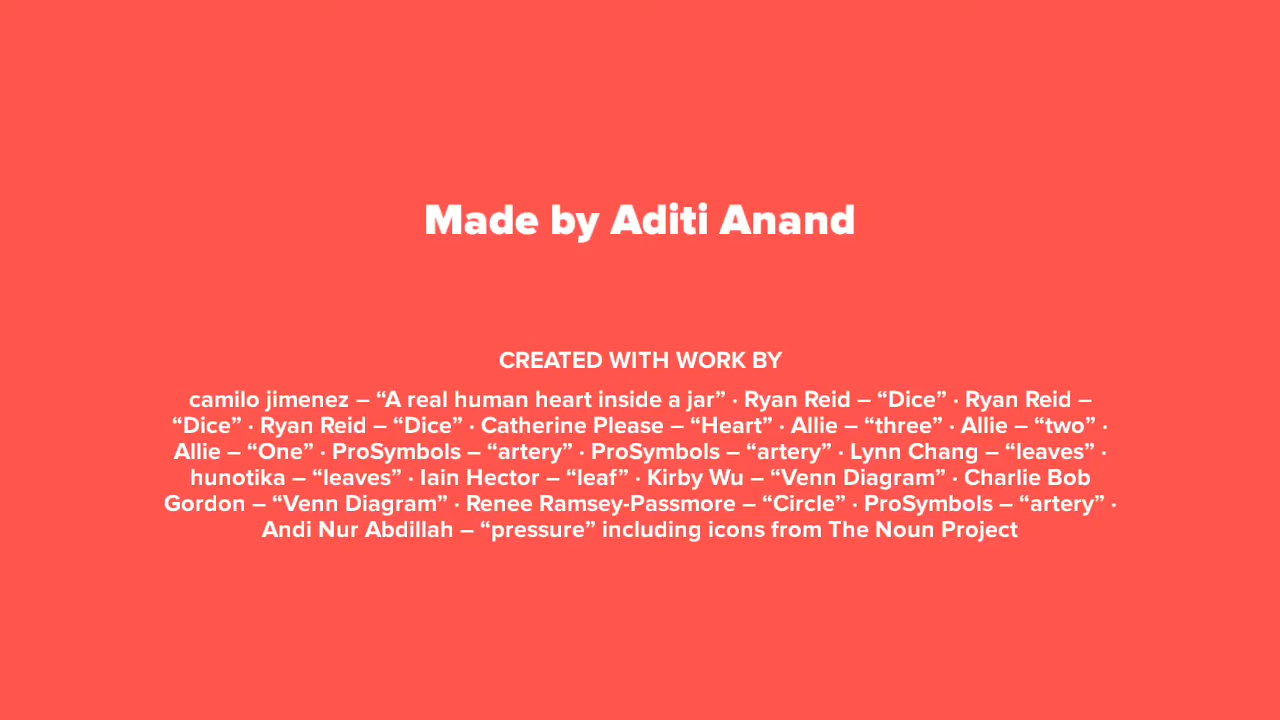 Made by Aditi Anand
CREATED WITH WORK BY
camilo jimenez – “A real human heart inside a jar” · Ryan Reid – “Dice” · Ryan Reid –
“Dice” · Ryan Reid – “Dice” · Catherine Please – “Heart” · Allie – “three” · Allie – “two” ·
Allie – “One” · ProSymbols – “artery” · ProSymbols – “artery” · Lynn Chang – “leaves” ·
hunotika – “leaves” · Iain Hector – “leaf” · Kirby Wu – “Venn Diagram” · Charlie Bob
Gordon – “Venn Diagram” · Renee Ramsey-Passmore – “Circle” · ProSymbols – “artery” ·
Andi Nur Abdillah – “pressure” including icons from The Noun Project